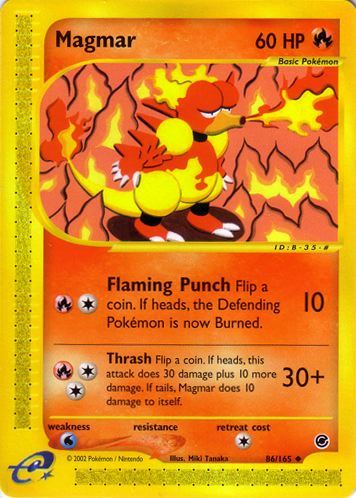 Magmar 60 HP
Basic Pokémon
ID:B-35-#
Flaming Punch Flip a
coin. If heads, the Defending
Pokémon is now Burned.
10
Thrash Flip a coin. If heads, this
attack does 30 damage plus 10 more
damage. If tails, Magmar does 10
damage to itself.
30+
weakness resistance retreat cost
©2002 Pokémon / Nintendo Illus. Miki Tanaka 86/165
e